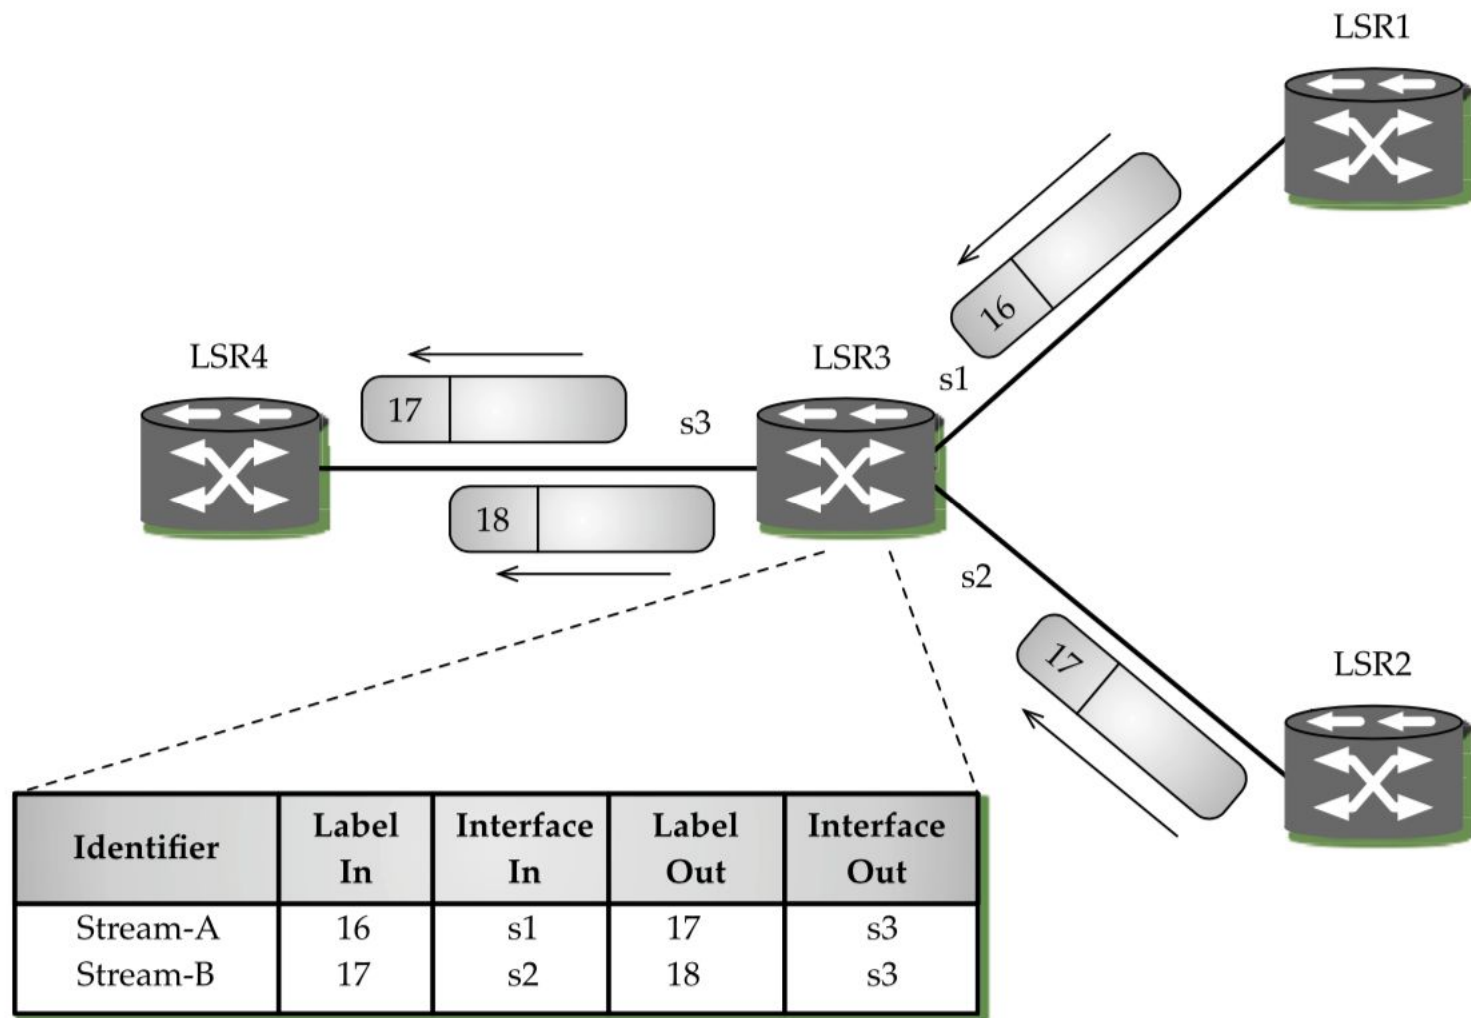 LSR1
16
LSR4
LSR3
s1
17
s3
18
s2
17
LSR2
Identifier Label In Interface In Label Out Interface Out
Stream-A 16 s1 17 s3
Stream-B 17 s2 18 s3